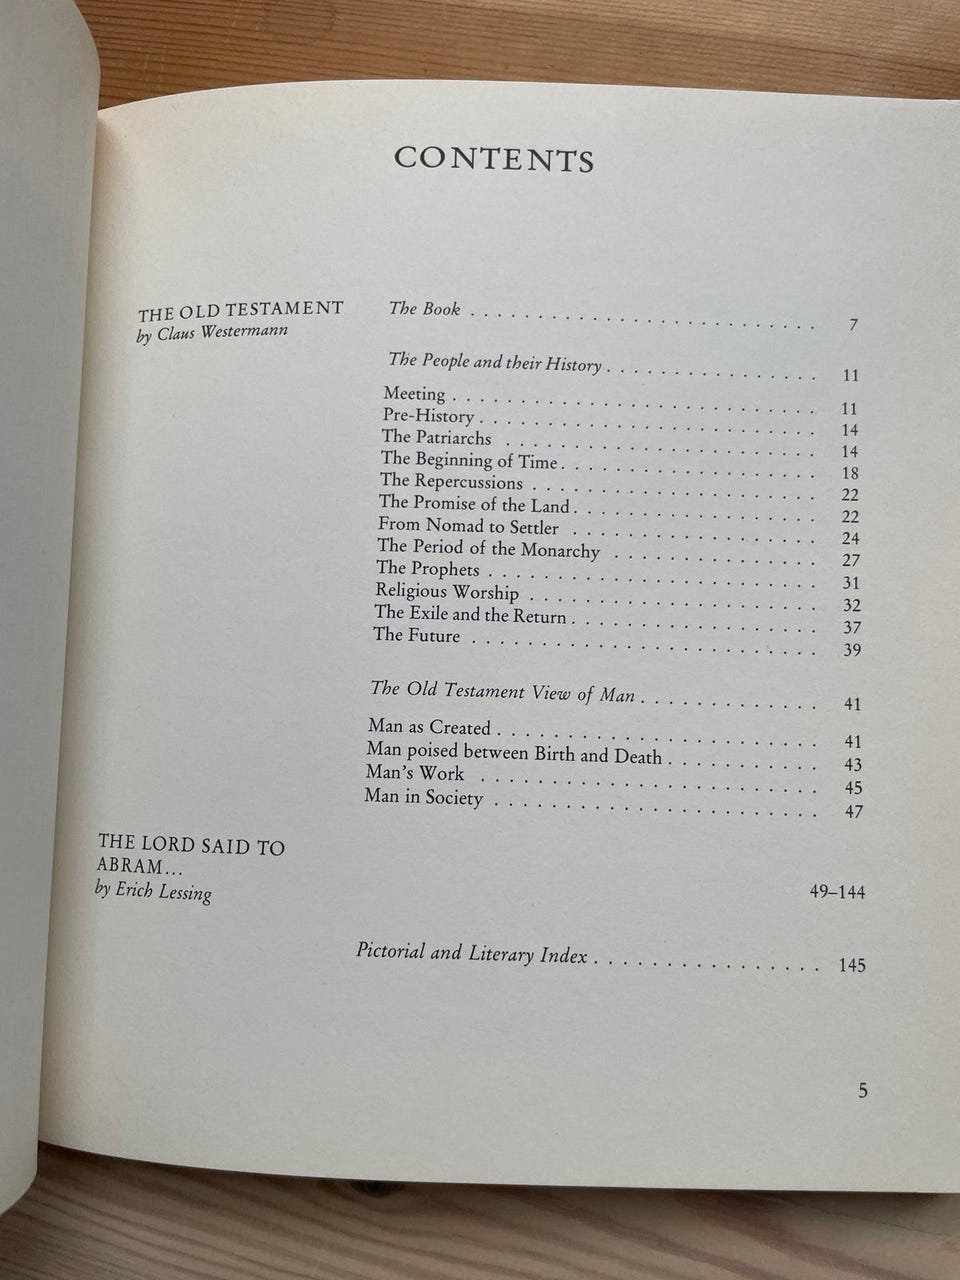 CONTENTS
THE OLD TESTAMENT
by Claus Westermann
The Book . . . . . . . . . . . . . . . . . . . . . . . . . . 7
The People and their History . . . . . . . . . . . . . . . . 11
Meeting . . . . . . . . . . . . . . . . . . . . . . . . . . . 11
Pre-History . . . . . . . . . . . . . . . . . . . . . . . . . 14
The Patriarchs . . . . . . . . . . . . . . . . . . . . . . . 14
The Beginning of Time . . . . . . . . . . . . . . . . . . . 18
The Repercussions . . . . . . . . . . . . . . . . . . . . . 22
The Promise of the Land . . . . . . . . . . . . . . . . . . 22
From Nomad to Settler . . . . . . . . . . . . . . . . . . 24
The Period of the Monarchy . . . . . . . . . . . . . . . 27
The Prophets . . . . . . . . . . . . . . . . . . . . . . . . 31
Religious Worship . . . . . . . . . . . . . . . . . . . . . 32
The Exile and the Return . . . . . . . . . . . . . . . . . . 37
The Future . . . . . . . . . . . . . . . . . . . . . . . . . 39
The Old Testament View of Man . . . . . . . . . . . . . 41
Man as Created . . . . . . . . . . . . . . . . . . . . . . . 41
Man poised between Birth and Death . . . . . . . . . . . 43
Man's Work . . . . . . . . . . . . . . . . . . . . . . . . 45
Man in Society . . . . . . . . . . . . . . . . . . . . . . . 47
THE LORD SAID TO
ABRAM...
by Erich Lessing 49–144
Pictorial and Literary Index . . . . . . . . . . . . . . . . 145
5